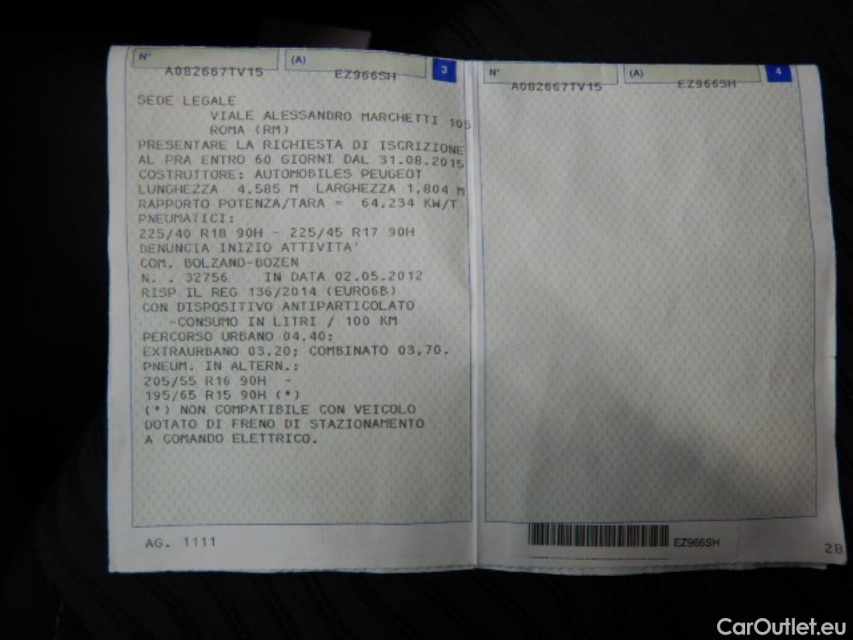 N° (A) 3
A082667TV15 EZ966SH
SEDE LEGALE
VIALE ALESSANDRO MARCHETTI 105
ROMA (RM)
PRESENTARE LA RICHIESTA DI ISCRIZIONE
AL PRA ENTRO 60 GIORNI DAL 31.08.2015
COSTRUTTORE: AUTOMOBILES PEUGEOT
LUNGHEZZA 4,585 M LARGHEZZA 1,804 M
RAPPORTO POTENZA/TARA = 64,234 KW/T
PNEUMATICI:
225/40 R18 90H - 225/45 R17 90H
DENUNCIA INIZIO ATTIVITA'
COM. BOLZANO-BOZEN
N. . 32756 IN DATA 02.05.2012
RISP IL REG 136/2014 (EURO6B)
CON DISPOSITIVO ANTIPARTICOLATO
-CONSUMO IN LITRI / 100 KM
PERCORSO URBANO 04,40;
EXTRAURBANO 03,20; COMBINATO 03,70.
PNEUM. IN ALTERN.:
205/55 R16 90H -
195/65 R15 90H (*)
(*) NON COMPATIBILE CON VEICOLO
DOTATO DI FRENO DI STAZIONAMENTO
A COMANDO ELETTRICO.
AG. 1111
N° (A) 4
A082667TV15 EZ966SH
EZ966SH
28
CarOutlet.eu